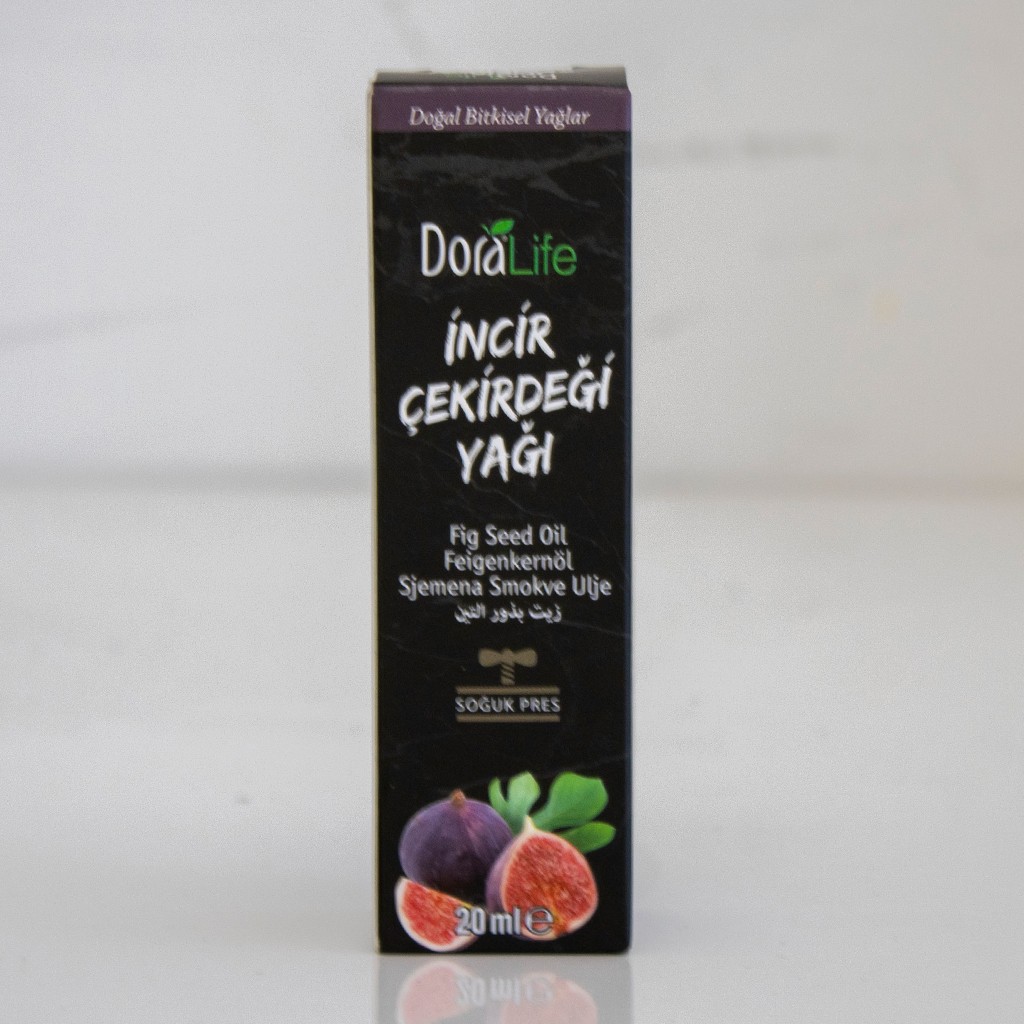 Doğal Bitkisel Yağlar
DoraLife
İNCİR
ÇEKİRDEĞİ
YAĞI
Fig Seed Oil
Feigenkernöl
Sjemena Smokve Ulje
زيت بذور التين
SOĞUK PRES
20 ml ℮